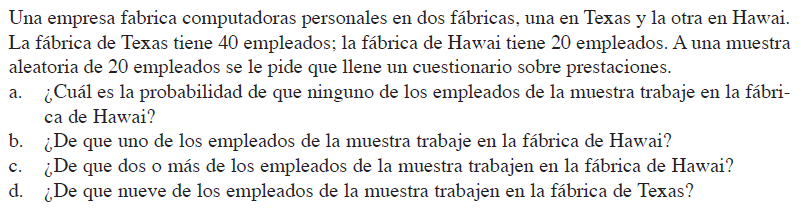 Una empresa fabrica computadoras personales en dos fábricas, una en Texas y la otra en Hawai.
La fábrica de Texas tiene 40 empleados; la fábrica de Hawai tiene 20 empleados. A una muestra
aleatoria de 20 empleados se le pide que llene un cuestionario sobre prestaciones.
a. ¿Cuál es la probabilidad de que ninguno de los empleados de la muestra trabaje en la fábri-
ca de Hawai?
b. ¿De que uno de los empleados de la muestra trabaje en la fábrica de Hawai?
c. ¿De que dos o más de los empleados de la muestra trabajen en la fábrica de Hawai?
d. ¿De que nueve de los empleados de la muestra trabajen en la fábrica de Texas?